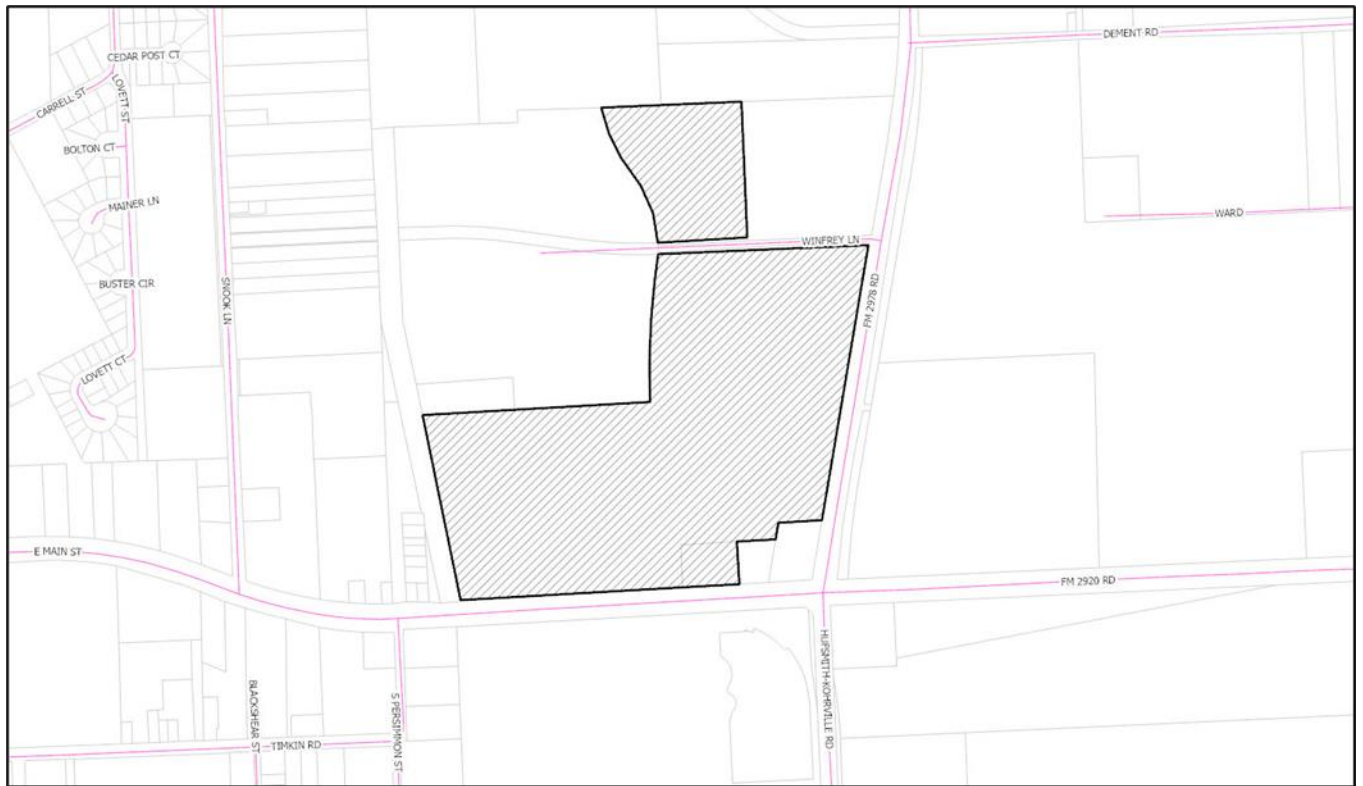 CEDAR POST CT
DEMENT RD
CARRELL ST
LOVETT ST
BOLTON CT
MAINER LN
WARD
WINFREY LN
BUSTER CIR
SNOOK LN
FM 2978 RD
LOVETT CT
E MAIN ST
FM 2920 RD
HUFSMITH-KOHRVILLE RD
BLACKSHEAR ST
S PERSIMMON ST
TIMKIN RD